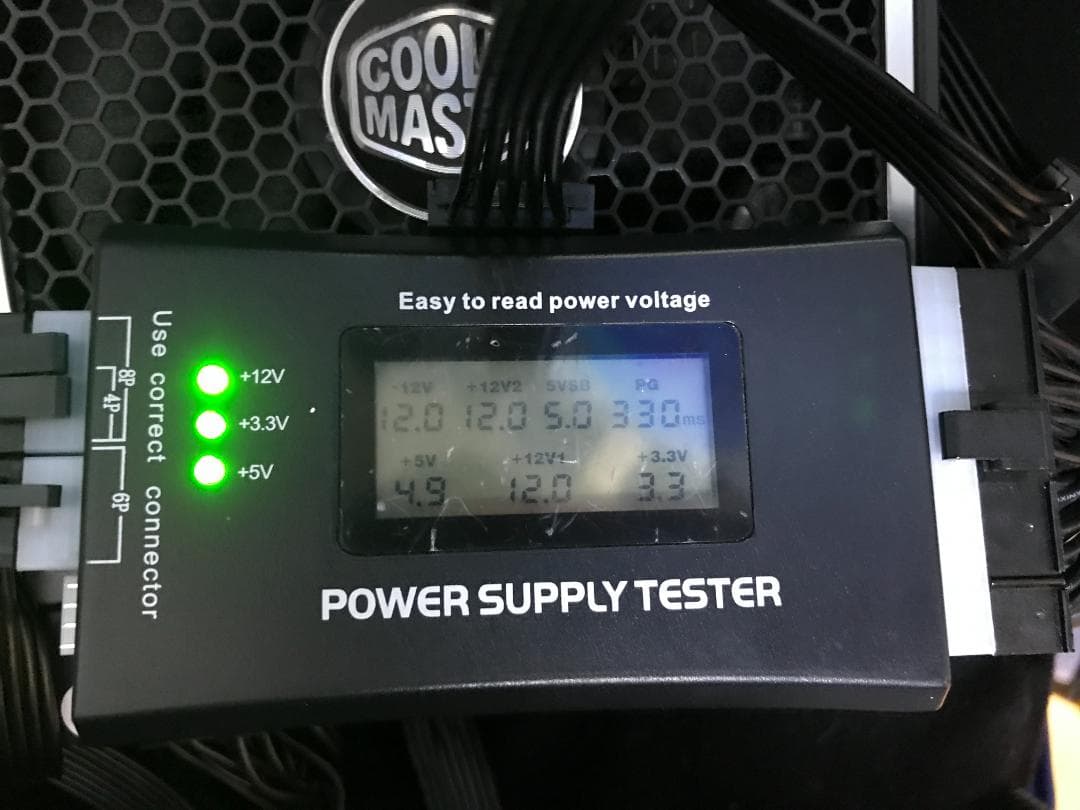 COOL
MAS
Easy to read power voltage
Use correct connector
8P
4P
6P
+12V
+3.3V
+5V
-12V +12V2 5VSB PG
12.0 12.0 5.0 330ms
+5V +12V1 +3.3V
4.9 12.0 3.3
POWER SUPPLY TESTER